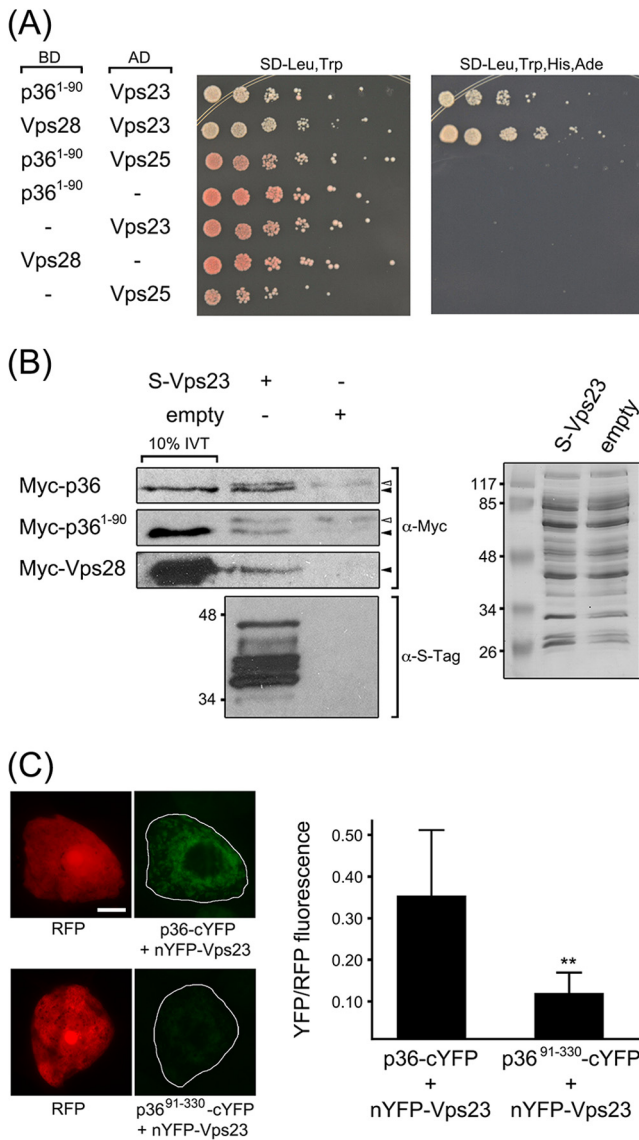 (A)
BD AD SD-Leu,Trp SD-Leu,Trp,His,Ade
p36¹⁻⁹⁰ Vps23
Vps28 Vps23
p36¹⁻⁹⁰ Vps25
p36¹⁻⁹⁰ -
- Vps23
Vps28 -
- Vps25
(B)
S-Vps23 + -
empty - +
10% IVT
Myc-p36
Myc-p36¹⁻⁹⁰
Myc-Vps28
α-Myc
48
34
α-S-Tag
S-Vps23 empty
117
85
48
34
26
(C)
RFP
p36-cYFP
+ nYFP-Vps23
RFP
p36⁹¹⁻³³⁰-cYFP
+ nYFP-Vps23
YFP/RFP fluorescence
0.50
0.40
0.30
0.20
0.10
**
p36-cYFP
+
nYFP-Vps23
p36⁹¹⁻³³⁰-cYFP
+
nYFP-Vps23